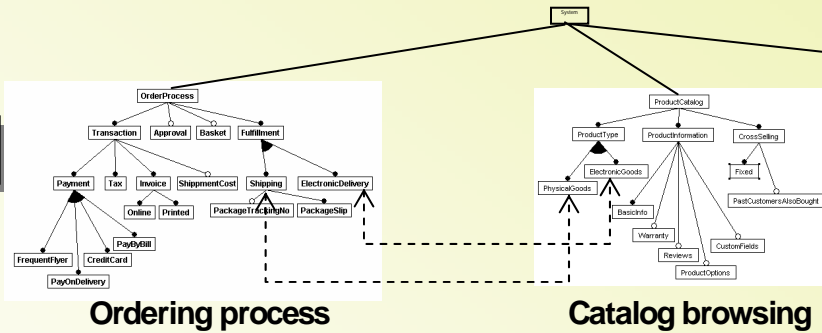 System
OrderProcess
Transaction
Approval
Basket
Fulfillment
Payment
Tax
Invoice
ShippmentCost
Shipping
ElectronicDelivery
Online
Printed
PackageTrackingNo
PackageSlip
PayByBill
FrequentFlyer
CreditCard
PayOnDelivery
Ordering process
ProductCatalog
ProductType
ProductInformation
CrossSelling
ElectronicGoods
Fixed
PhysicalGoods
PastCustomersAlsoBought
BasicInfo
Warranty
CustomFields
Reviews
ProductOptions
Catalog browsing